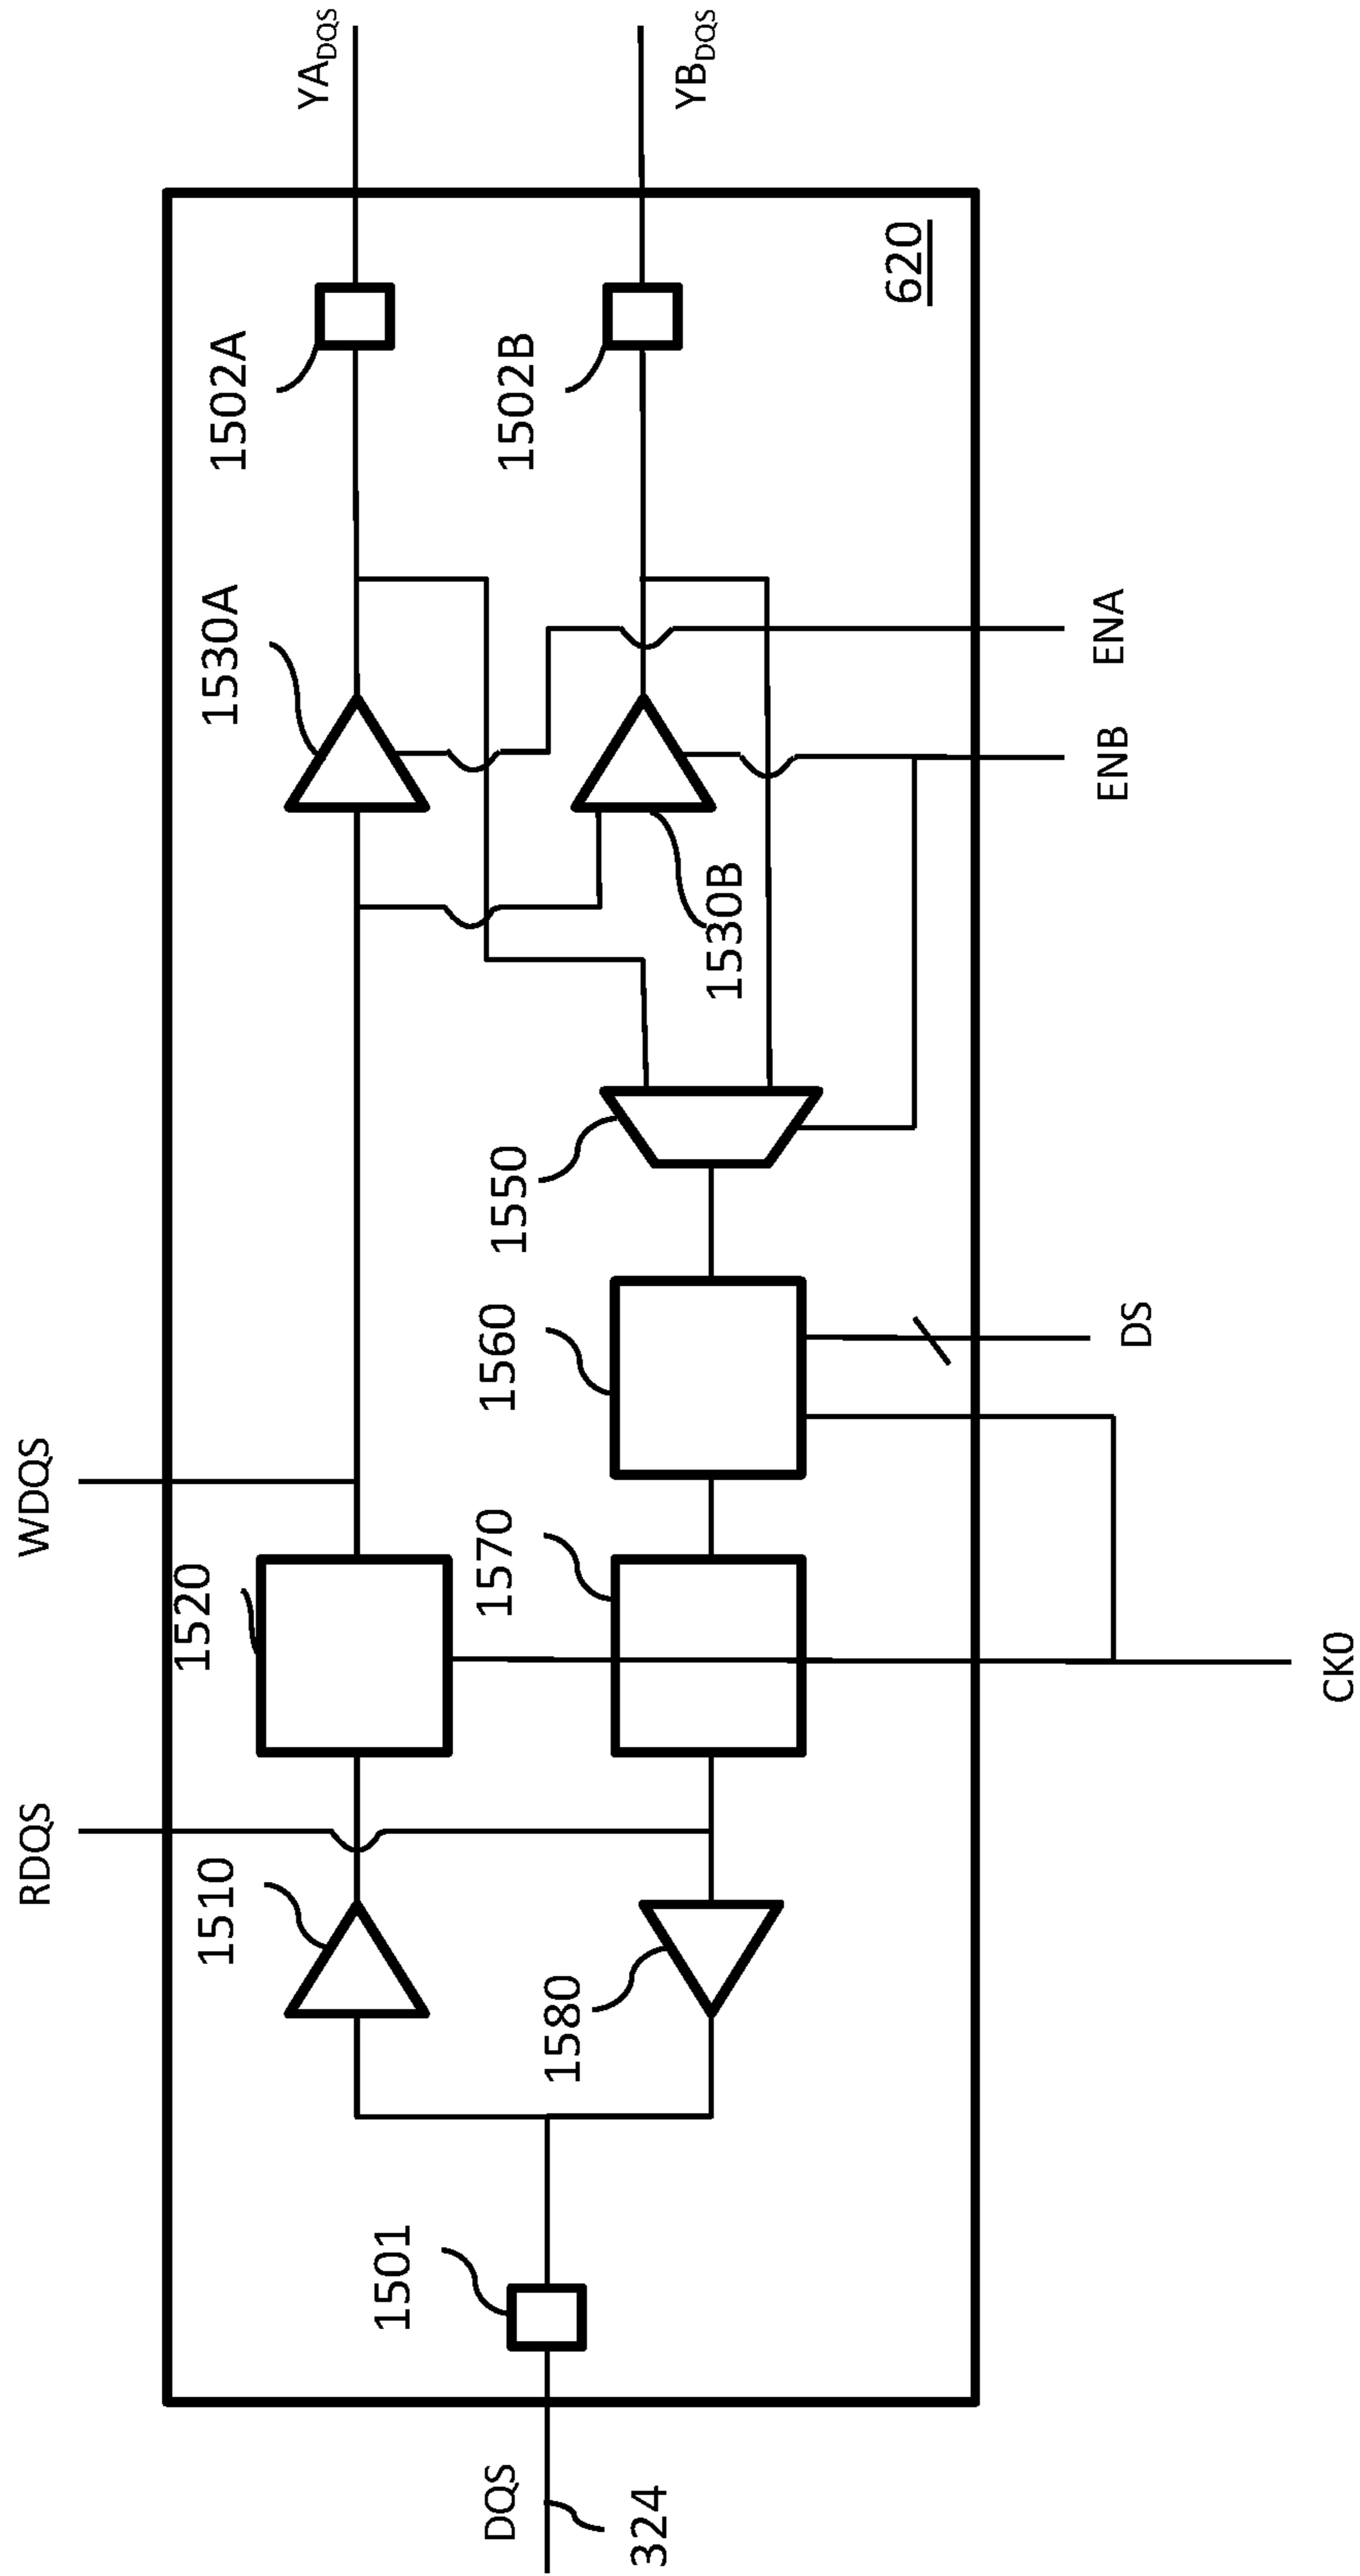 RDQS
WDQS
1510
1520
1530A
1502A
YADQS
1501
DQS
324
1580
1570
1560
1550
1530B
1502B
YBDQS
620
CK0
DS
ENB
ENA